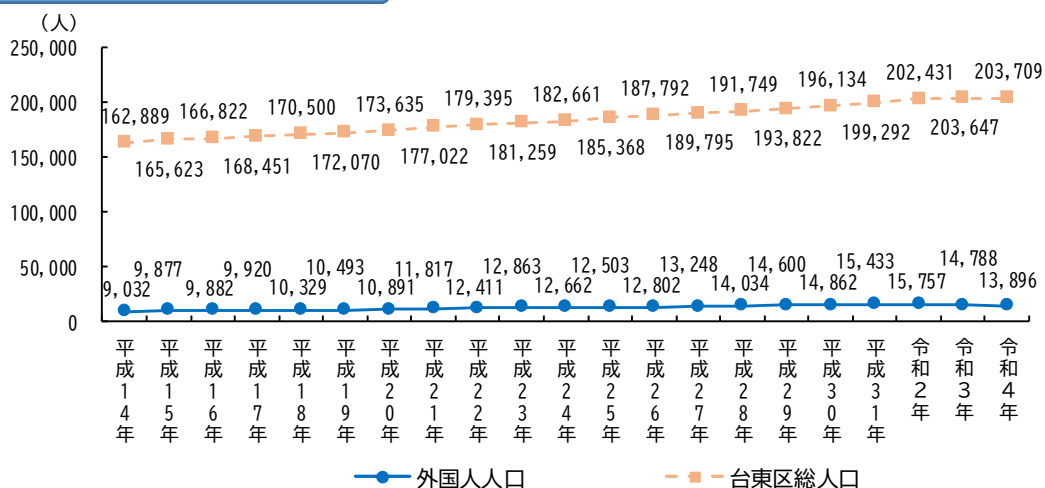 (人)
250,000
200,000
150,000
100,000
50,000
0
162,889 166,822 170,500 173,635 179,395 182,661 187,792 191,749 196,134 202,431 203,709
165,623 168,451 172,070 177,022 181,259 185,368 189,795 193,822 199,292 203,647
9,877 9,920 10,493 11,817 12,863 12,503 13,248 14,600 15,433 14,788
9,032 9,882 10,329 10,891 12,411 12,662 12,802 14,034 14,862 15,757 13,896
平成14年
平成15年
平成16年
平成17年
平成18年
平成19年
平成20年
平成21年
平成22年
平成23年
平成24年
平成25年
平成26年
平成27年
平成28年
平成29年
平成30年
平成31年
令和2年
令和3年
令和4年
外国人人口 台東区総人口